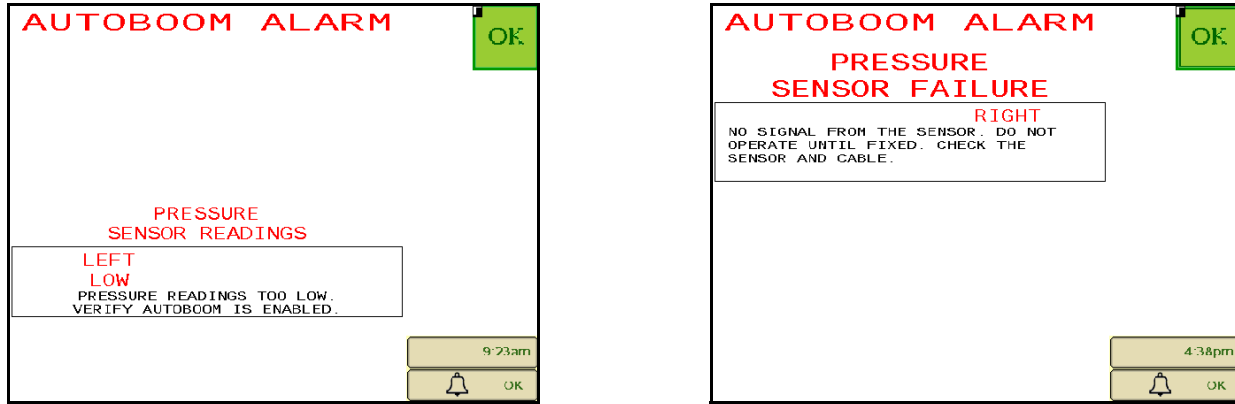 AUTOBOOM ALARM
OK
PRESSURE
SENSOR READINGS
LEFT
LOW
PRESSURE READINGS TOO LOW.
VERIFY AUTOBOOM IS ENABLED.
9:23am
OK
AUTOBOOM ALARM
OK
PRESSURE
SENSOR FAILURE
RIGHT
NO SIGNAL FROM THE SENSOR. DO NOT
OPERATE UNTIL FIXED. CHECK THE
SENSOR AND CABLE.
4:38pm
OK